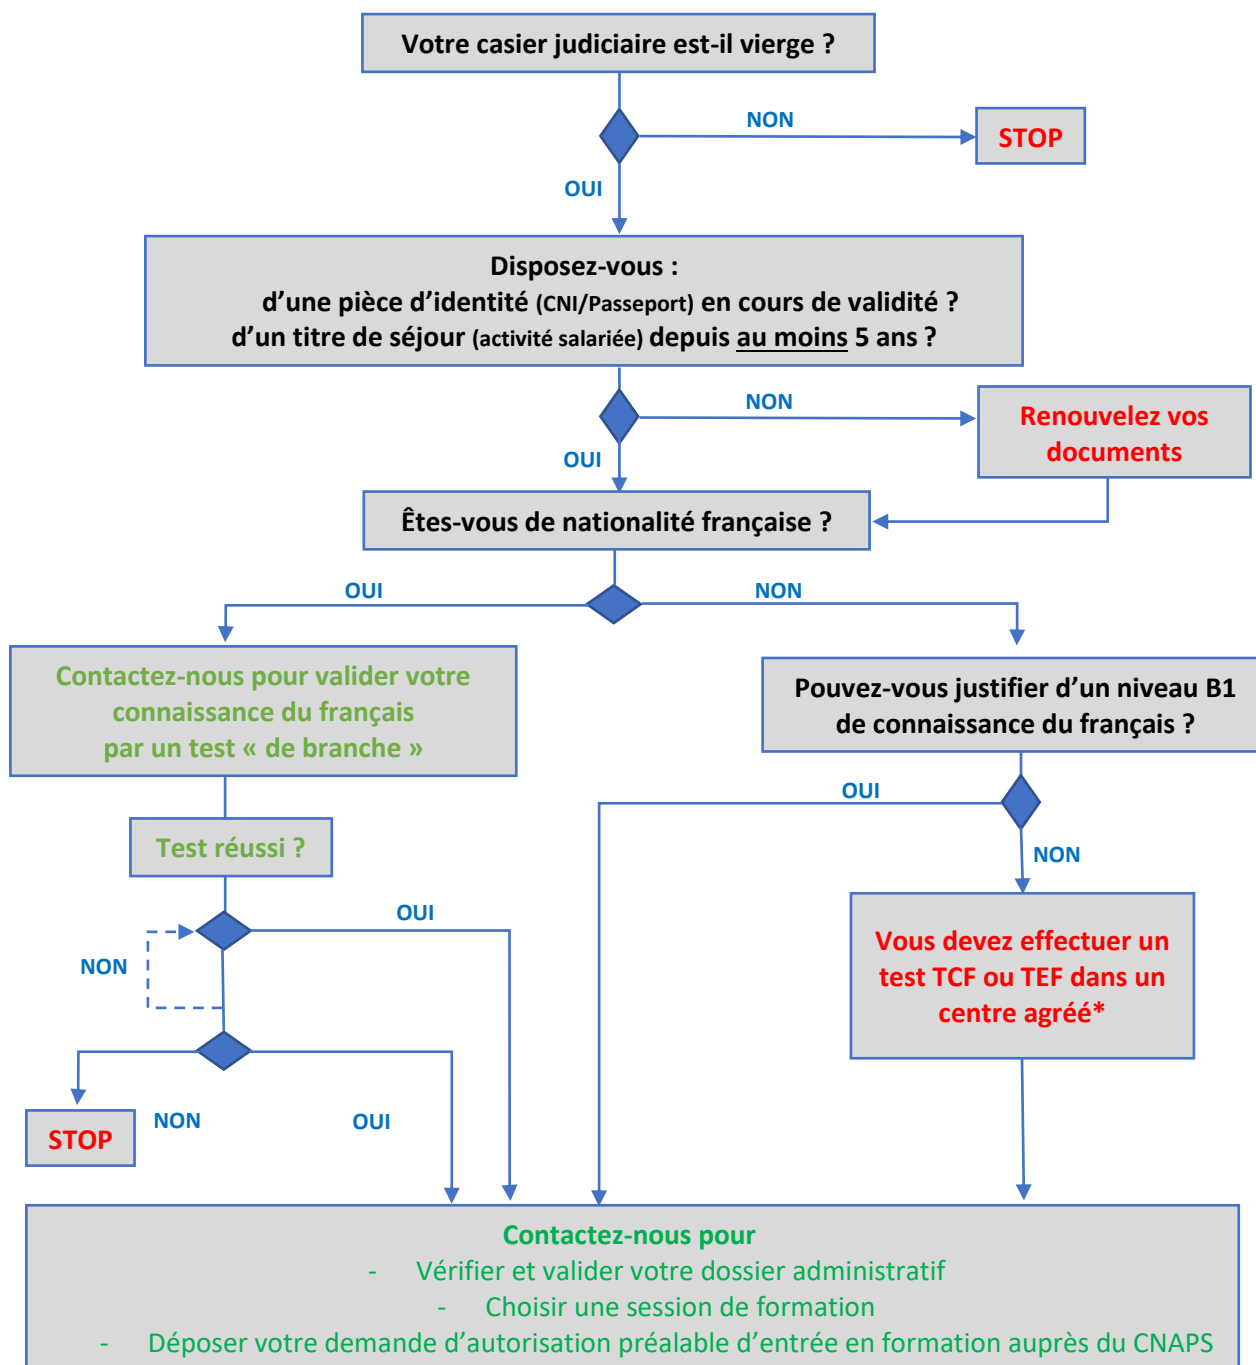 Votre casier judiciaire est-il vierge ?
NON
STOP
OUI
Disposez-vous :
d’une pièce d’identité (CNI/Passeport) en cours de validité ?
d’un titre de séjour (activité salariée) depuis au moins 5 ans ?
NON
Renouvelez vos
documents
OUI
Êtes-vous de nationalité française ?
OUI
NON
Contactez-nous pour valider votre
connaissance du français
par un test « de branche »
Pouvez-vous justifier d’un niveau B1
de connaissance du français ?
OUI
Test réussi ?
NON
OUI
NON
Vous devez effectuer un
test TCF ou TEF dans un
centre agréé*
NON
OUI
STOP
Contactez-nous pour
- Vérifier et valider votre dossier administratif
- Choisir une session de formation
- Déposer votre demande d’autorisation préalable d’entrée en formation auprès du CNAPS